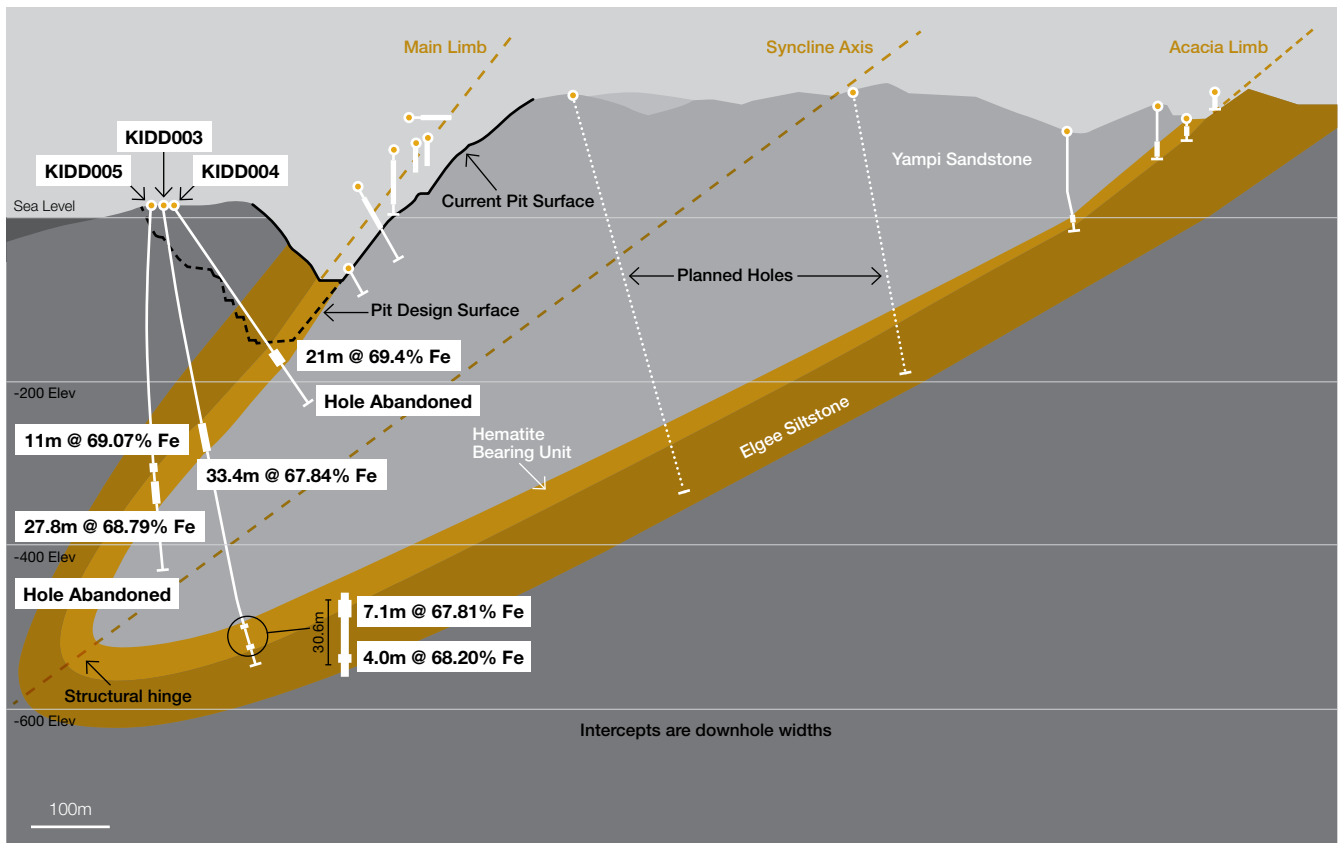 Main Limb
Syncline Axis
Acacia Limb
KIDD003
KIDD005
KIDD004
Yampi Sandstone
Sea Level
Current Pit Surface
Planned Holes
Pit Design Surface
21m @ 69.4% Fe
-200 Elev
Hole Abandoned
11m @ 69.07% Fe
Hematite
Bearing Unit
Elgee Siltstone
33.4m @ 67.84% Fe
27.8m @ 68.79% Fe
-400 Elev
Hole Abandoned
30.6m
7.1m @ 67.81% Fe
4.0m @ 68.20% Fe
Structural hinge
-600 Elev
Intercepts are downhole widths
100m